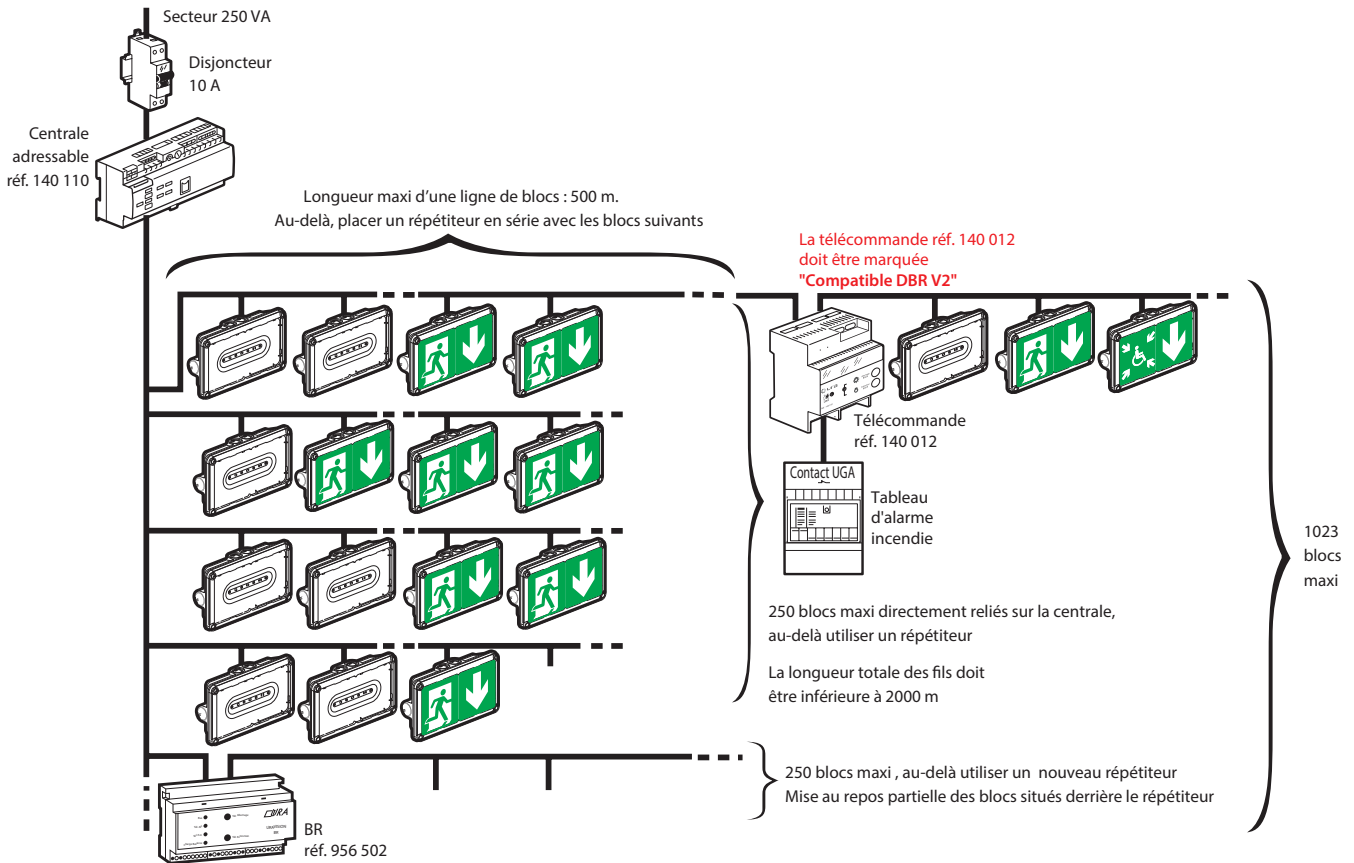 Secteur 250 VA
Disjoncteur
10 A
Centrale
adressable
réf. 140 110
Longueur maxi d'une ligne de blocs : 500 m.
Au-delà, placer un répétiteur en série avec les blocs suivants
La télécommande réf. 140 012
doit être marquée
"Compatible DBR V2"
Télécommande
réf. 140 012
Contact UGA
Tableau
d'alarme
incendie
1023
blocs
maxi
250 blocs maxi directement reliés sur la centrale,
au-delà utiliser un répétiteur
La longueur totale des fils doit
être inférieure à 2000 m
250 blocs maxi , au-delà utiliser un nouveau répétiteur
Mise au repos partielle des blocs situés derrière le répétiteur
URA
BR
réf. 956 502